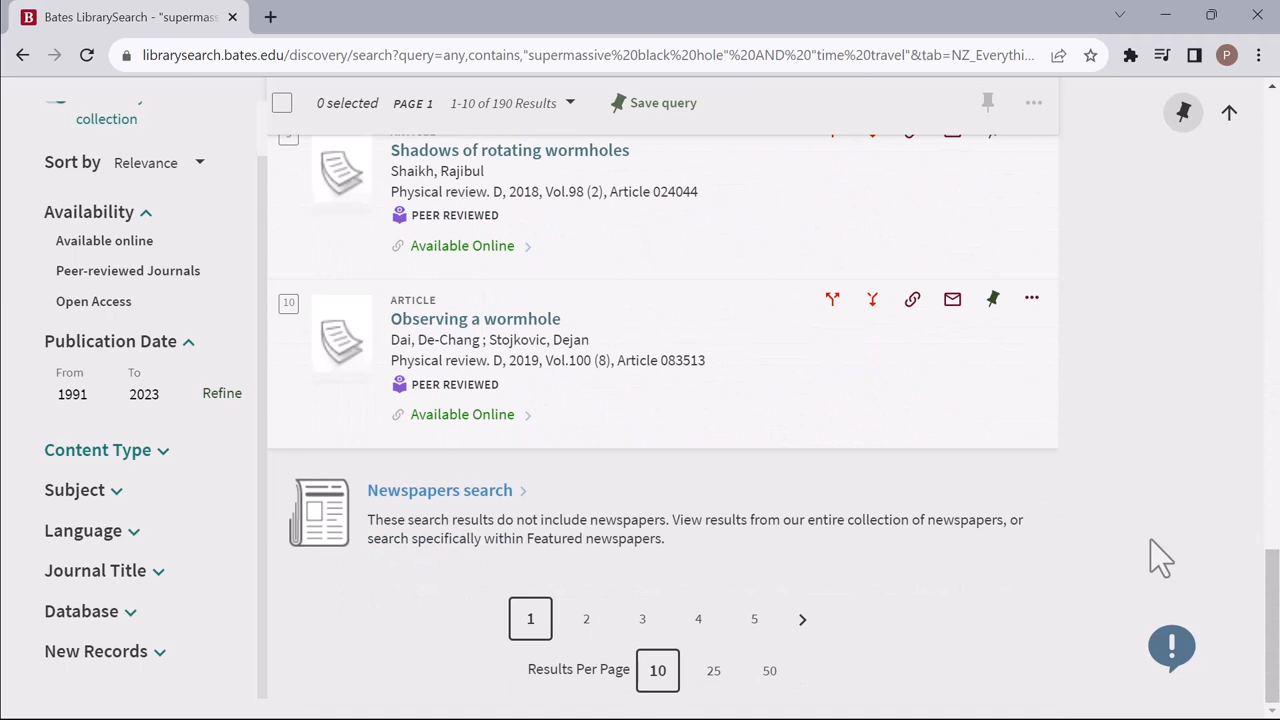 Bates LibrarySearch - "supermass
librarysearch.bates.edu/discovery/search?query=any,contains,"supermassive%20black%20hole"%20AND%20"time%20travel"&tab=NZ_Everythi...
P
collection
Sort by Relevance
Availability
Available online
Peer-reviewed Journals
Open Access
Publication Date
From To
1991 2023 Refine
Content Type
Subject
Language
Journal Title
Database
New Records
0 selected PAGE 1 1-10 of 190 Results Save query
Shadows of rotating wormholes
Shaikh, Rajibul
Physical review. D, 2018, Vol.98 (2), Article 024044
PEER REVIEWED
Available Online
10
ARTICLE
Observing a wormhole
Dai, De-Chang ; Stojkovic, Dejan
Physical review. D, 2019, Vol.100 (8), Article 083513
PEER REVIEWED
Available Online
Newspapers search
These search results do not include newspapers. View results from our entire collection of newspapers, or
search specifically within Featured newspapers.
1 2 3 4 5
Results Per Page 10 25 50